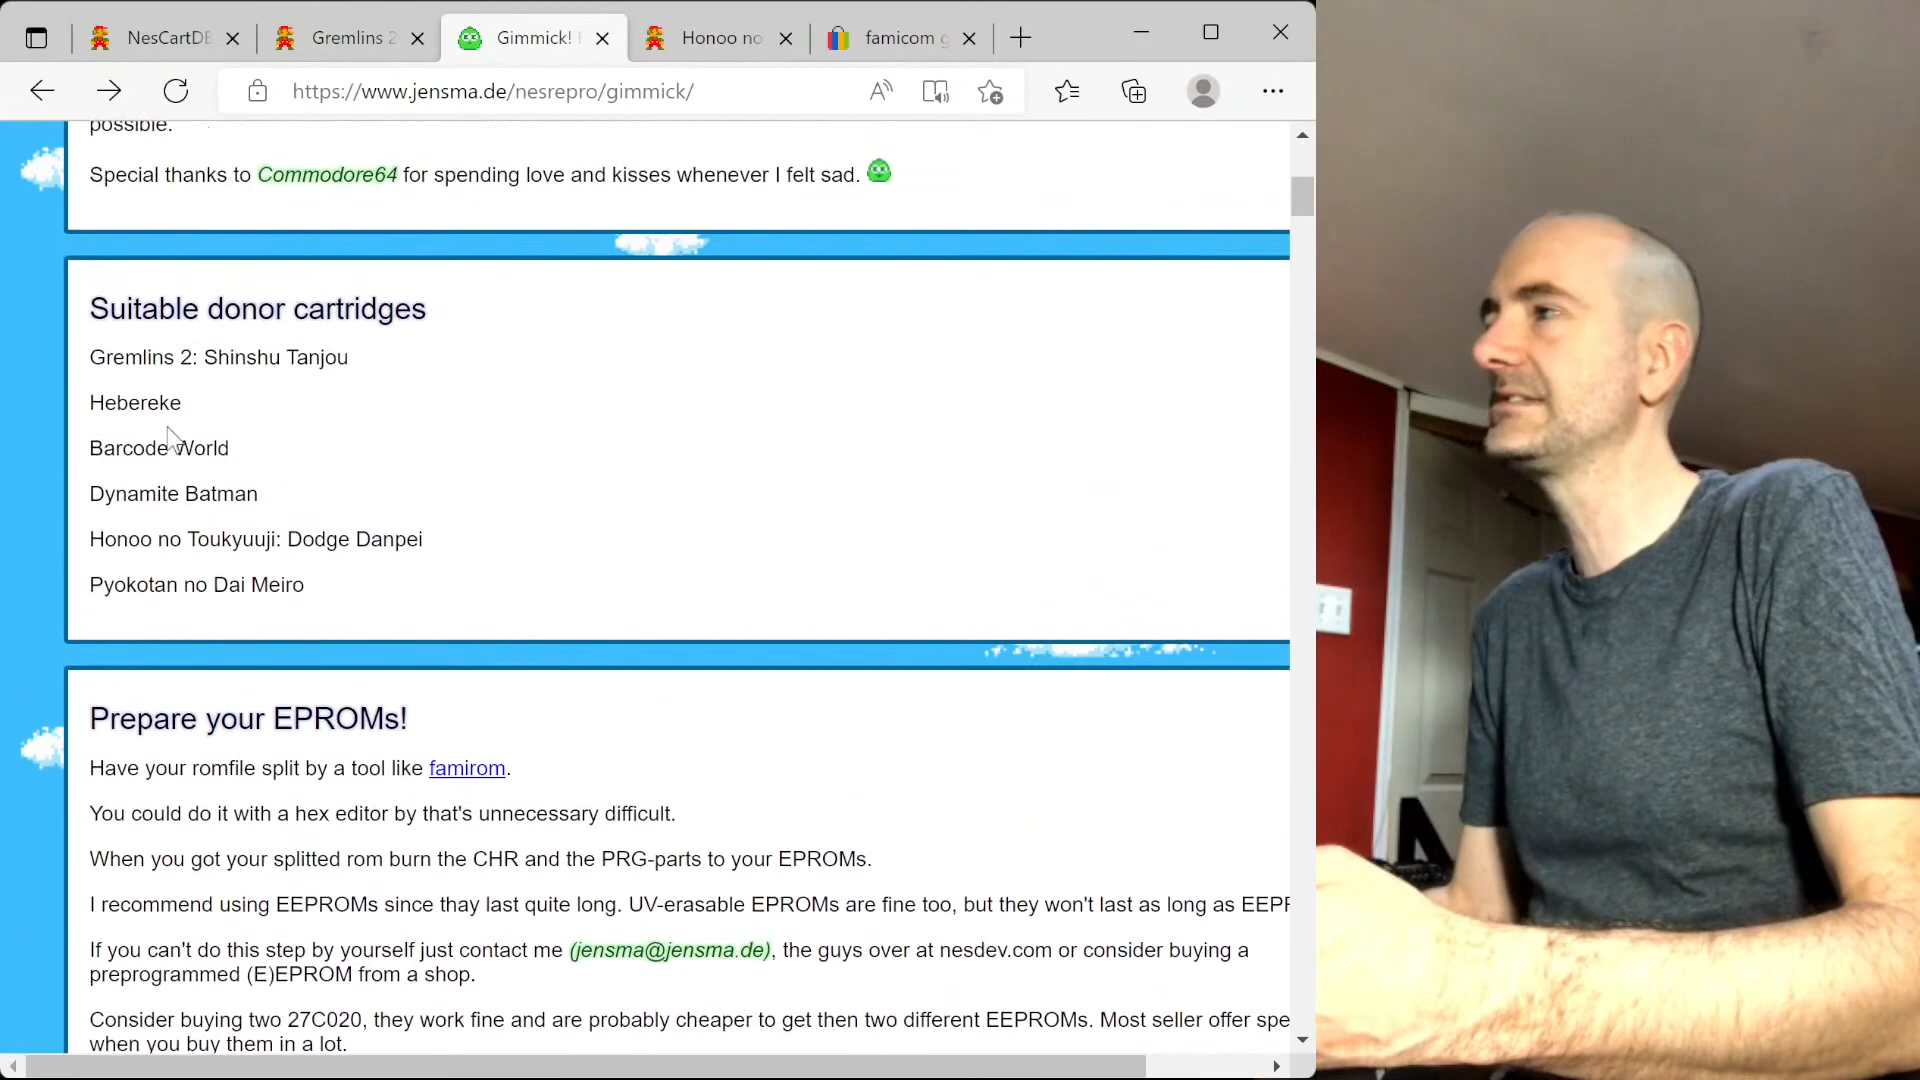 NesCartDB
Gremlins 2
Gimmick!
Honoo no
famicom g
https://www.jensma.de/nesrepro/gimmick/
possible.
Special thanks to Commodore64 for spending love and kisses whenever I felt sad.
Suitable donor cartridges
Gremlins 2: Shinshu Tanjou
Hebereke
Barcode World
Dynamite Batman
Honoo no Toukyuuji: Dodge Danpei
Pyokotan no Dai Meiro
Prepare your EPROMs!
Have your romfile split by a tool like famirom.
You could do it with a hex editor by that's unnecessary difficult.
When you got your splitted rom burn the CHR and the PRG-parts to your EPROMs.
I recommend using EEPROMs since thay last quite long. UV-erasable EPROMs are fine too, but they won't last as long as EEPR
If you can't do this step by yourself just contact me (jensma@jensma.de), the guys over at nesdev.com or consider buying a
preprogrammed (E)EPROM from a shop.
Consider buying two 27C020, they work fine and are probably cheaper to get then two different EEPROMs. Most seller offer spe
when you buy them in a lot.